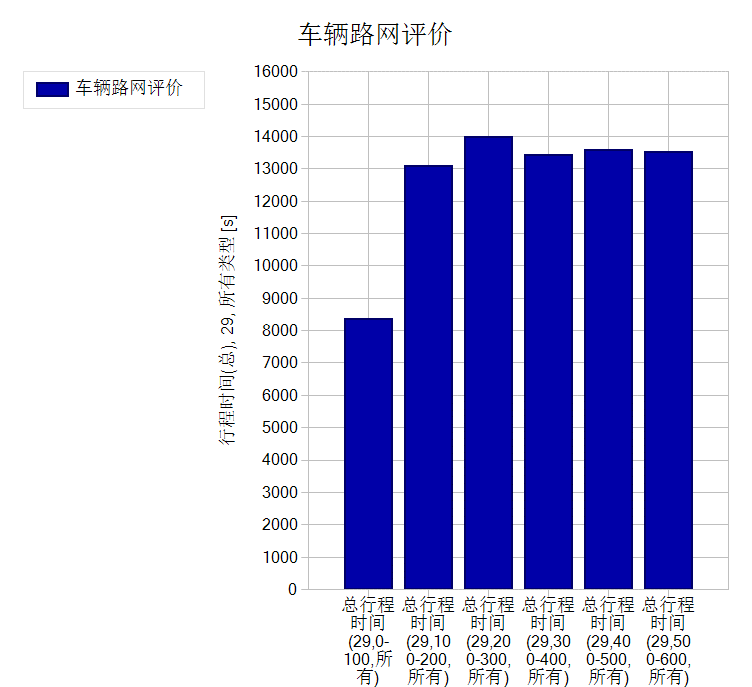 车辆路网评价
车辆路网评价
行程时间(总), 29, 所有类型 [s]
16000
15000
14000
13000
12000
11000
10000
9000
8000
7000
6000
5000
4000
3000
2000
1000
0
总行程
时间
(29,0-
100,所
有)
总行程
时间
(29,10
0-200,
所有)
总行程
时间
(29,20
0-300,
所有)
总行程
时间
(29,30
0-400,
所有)
总行程
时间
(29,40
0-500,
所有)
总行程
时间
(29,50
0-600,
所有)